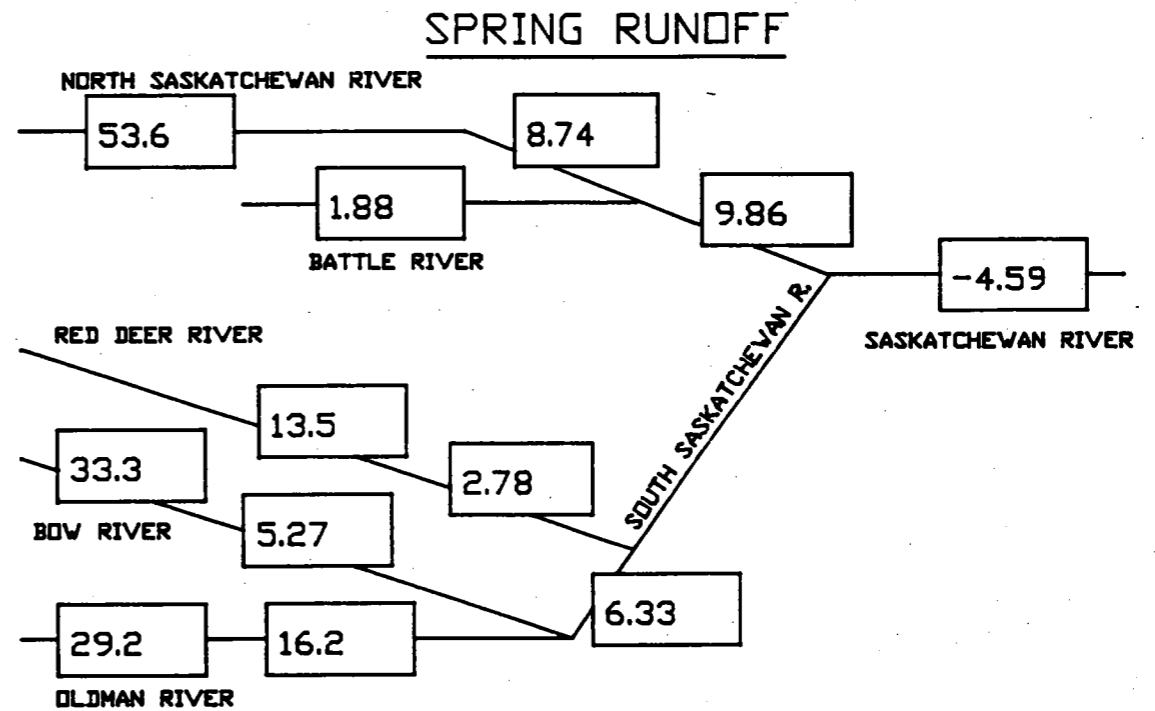 SPRING RUNOFF
NORTH SASKATCHEWAN RIVER
53.6
8.74
1.88
9.86
BATTLE RIVER
-4.59
SASKATCHEWAN RIVER
RED DEER RIVER
13.5
SOUTH SASKATCHEWAN R.
33.3
2.78
BOW RIVER
5.27
6.33
29.2
16.2
OLDMAN RIVER